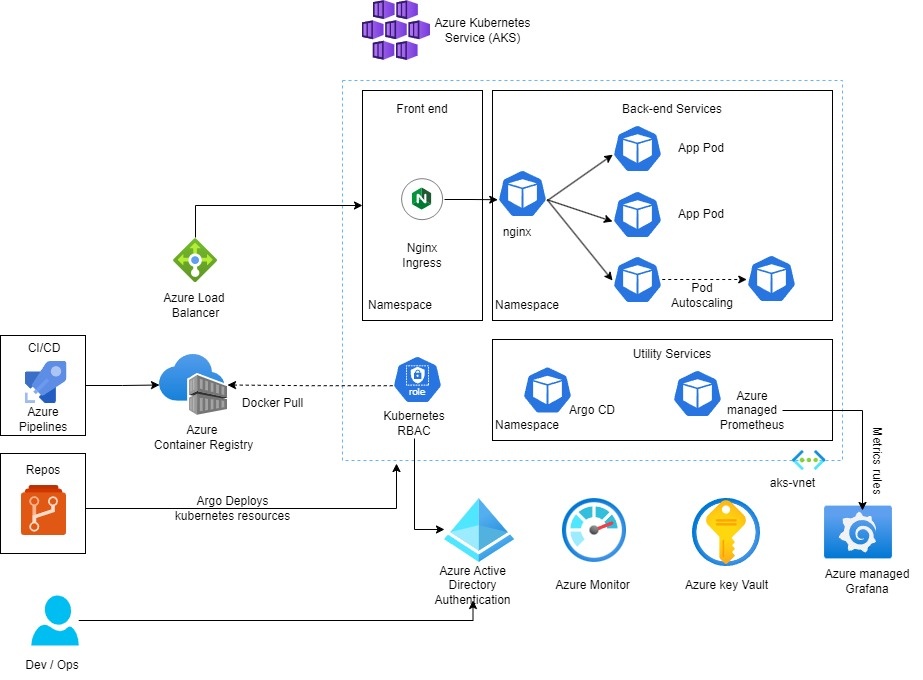 Azure Kubernetes
Service (AKS)
Front end
Back-end Services
App Pod
App Pod
N
nginx
Nginx
Ingress
Pod
Autoscaling
Namespace
Namespace
Azure Load
Balancer
CI/CD
Azure
Pipelines
Azure
Container Registry
Docker Pull
role
Kubernetes
RBAC
Utility Services
Argo CD
Namespace
Azure
managed
Prometheus
Metrics rules
aks-vnet
Repos
Argo Deploys
kubernetes resources
Azure Active
Directory
Authentication
Azure Monitor
Azure key Vault
Azure managed
Grafana
Dev / Ops